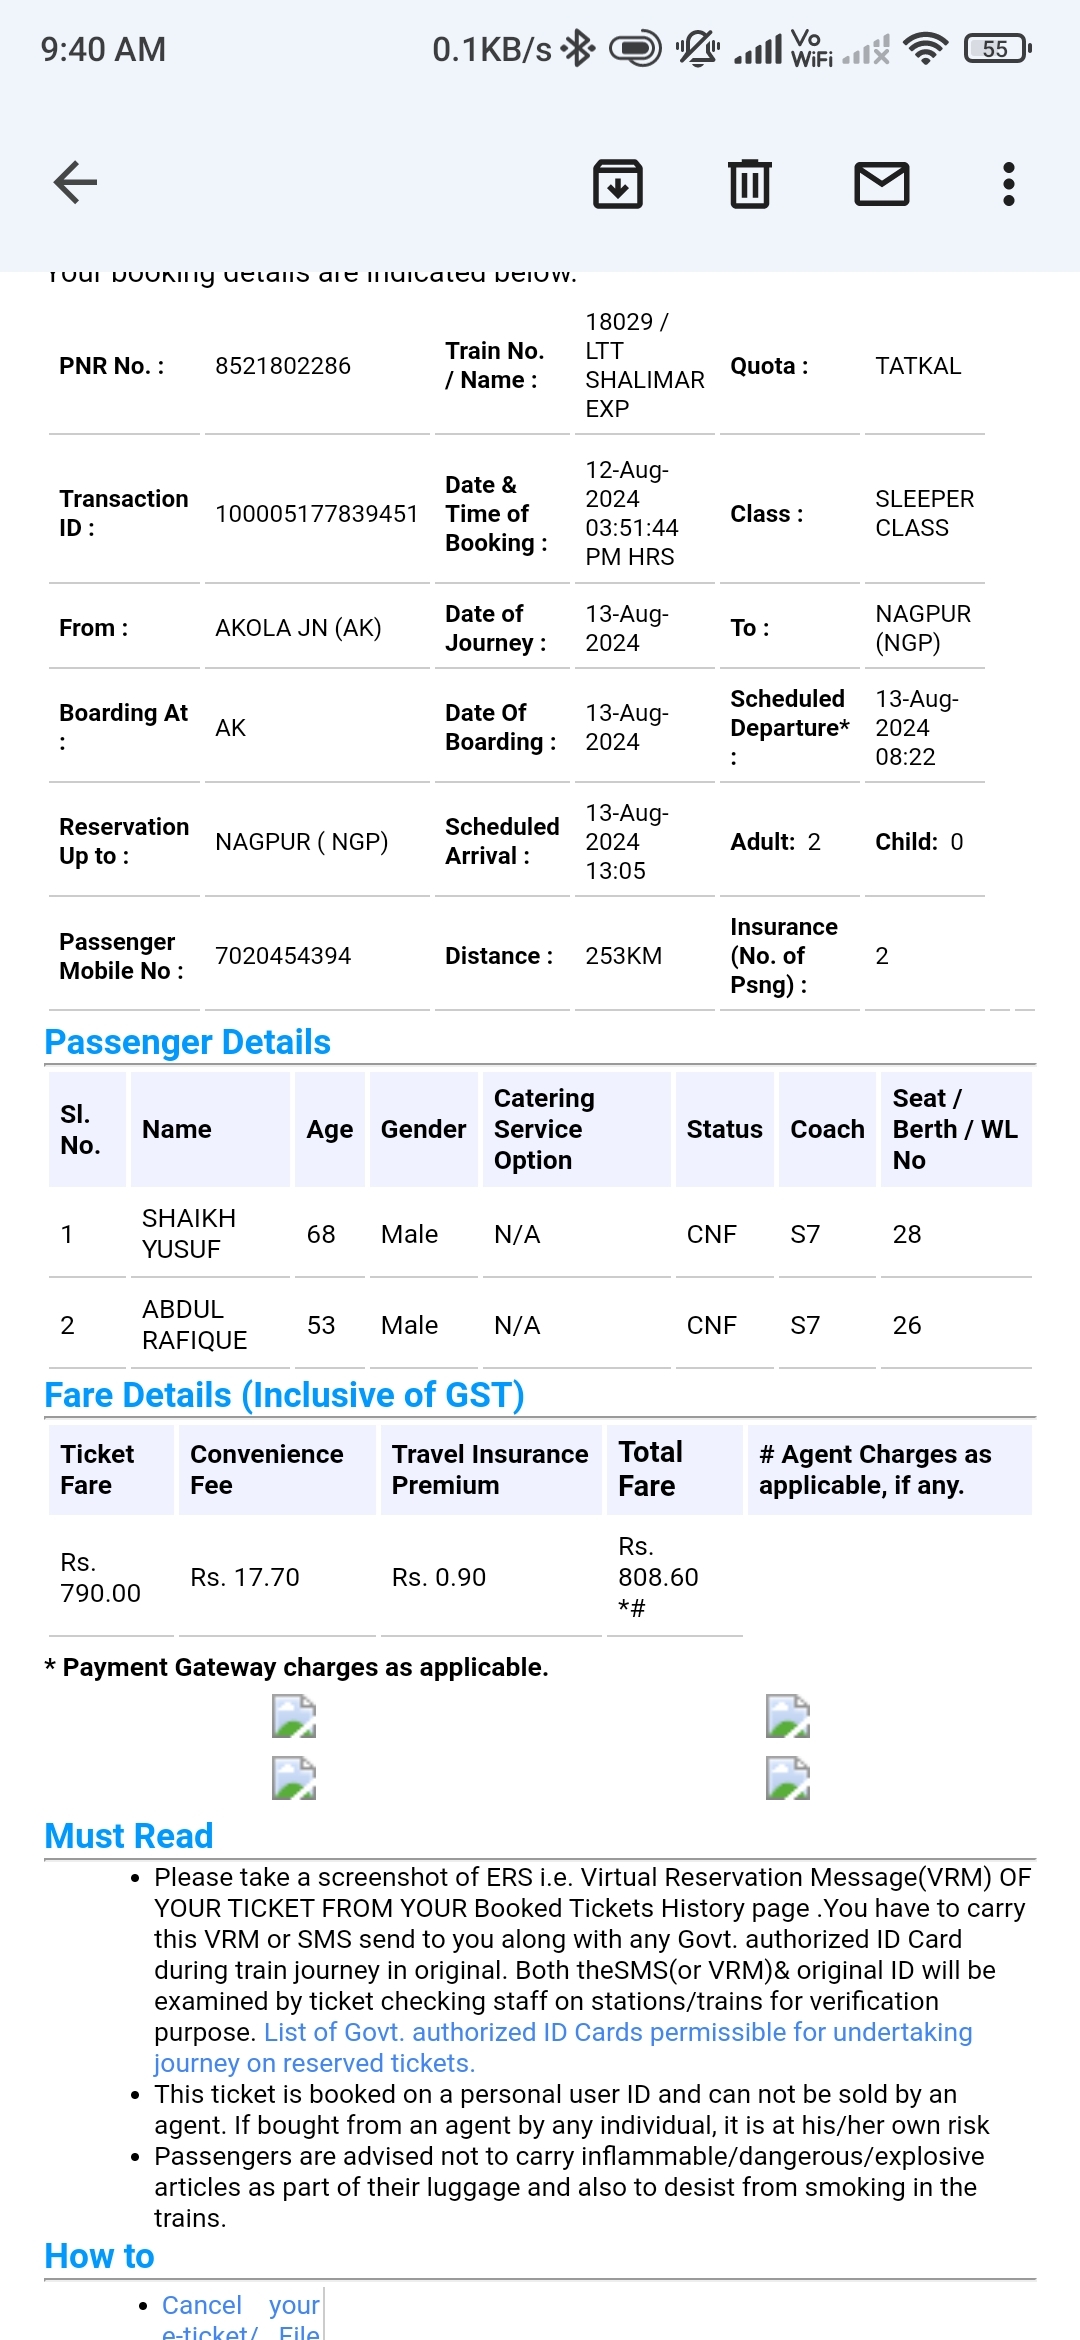 9:40 AM 0.1KB/s Vo WiFi 55
Your booking details are indicated below.
PNR No. : 8521802286 Train No. / Name : 18029 / LTT SHALIMAR EXP Quota : TATKAL
Transaction ID : 100005177839451 Date & Time of Booking : 12-Aug-2024 03:51:44 PM HRS Class : SLEEPER CLASS
From : AKOLA JN (AK) Date of Journey : 13-Aug-2024 To : NAGPUR (NGP)
Boarding At : AK Date Of Boarding : 13-Aug-2024 Scheduled Departure* : 13-Aug-2024 08:22
Reservation Up to : NAGPUR ( NGP) Scheduled Arrival : 13-Aug-2024 13:05 Adult: 2 Child: 0
Passenger Mobile No : 7020454394 Distance : 253KM Insurance (No. of Psng) : 2
Passenger Details
Sl. No. Name Age Gender Catering Service Option Status Coach Seat / Berth / WL No
1 SHAIKH YUSUF 68 Male N/A CNF S7 28
2 ABDUL RAFIQUE 53 Male N/A CNF S7 26
Fare Details (Inclusive of GST)
Ticket Fare Convenience Fee Travel Insurance Premium Total Fare # Agent Charges as applicable, if any.
Rs. 790.00 Rs. 17.70 Rs. 0.90 Rs. 808.60 *#
* Payment Gateway charges as applicable.
Must Read
• Please take a screenshot of ERS i.e. Virtual Reservation Message(VRM) OF
YOUR TICKET FROM YOUR Booked Tickets History page .You have to carry
this VRM or SMS send to you along with any Govt. authorized ID Card
during train journey in original. Both theSMS(or VRM)& original ID will be
examined by ticket checking staff on stations/trains for verification
purpose. List of Govt. authorized ID Cards permissible for undertaking
journey on reserved tickets.
• This ticket is booked on a personal user ID and can not be sold by an
agent. If bought from an agent by any individual, it is at his/her own risk
• Passengers are advised not to carry inflammable/dangerous/explosive
articles as part of their luggage and also to desist from smoking in the
trains.
How to
• Cancel your
e-ticket/ File